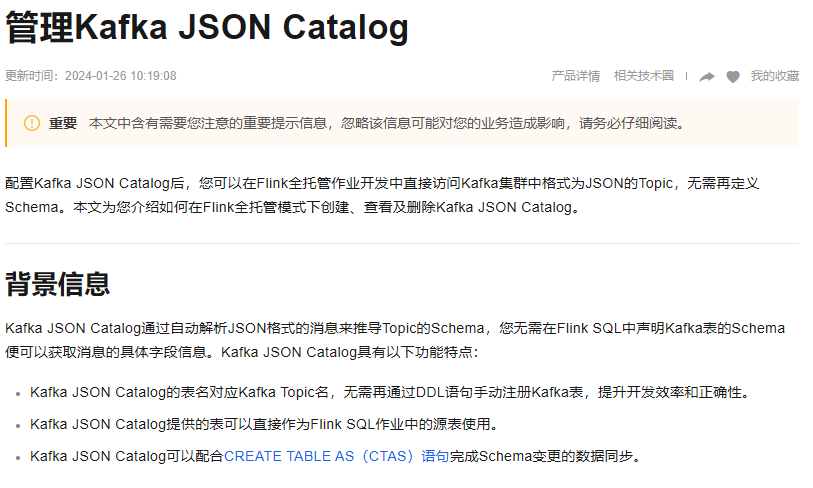 管理Kafka JSON Catalog
更新时间：2024-01-26 10:19:08
产品详情 相关技术圈 我的收藏
重要 本文中含有需要您注意的重要提示信息，忽略该信息可能对您的业务造成影响，请务必仔细阅读。
配置Kafka JSON Catalog后，您可以在Flink全托管作业开发中直接访问Kafka集群中格式为JSON的Topic，无需再定义
Schema。本文为您介绍如何在Flink全托管模式下创建、查看及删除Kafka JSON Catalog。
背景信息
Kafka JSON Catalog通过自动解析JSON格式的消息来推导Topic的Schema，您无需在Flink SQL中声明Kafka表的Schema
便可以获取消息的具体字段信息。Kafka JSON Catalog具有以下功能特点：
Kafka JSON Catalog的表名对应Kafka Topic名，无需再通过DDL语句手动注册Kafka表，提升开发效率和正确性。
Kafka JSON Catalog提供的表可以直接作为Flink SQL作业中的源表使用。
Kafka JSON Catalog可以配合CREATE TABLE AS（CTAS）语句完成Schema变更的数据同步。